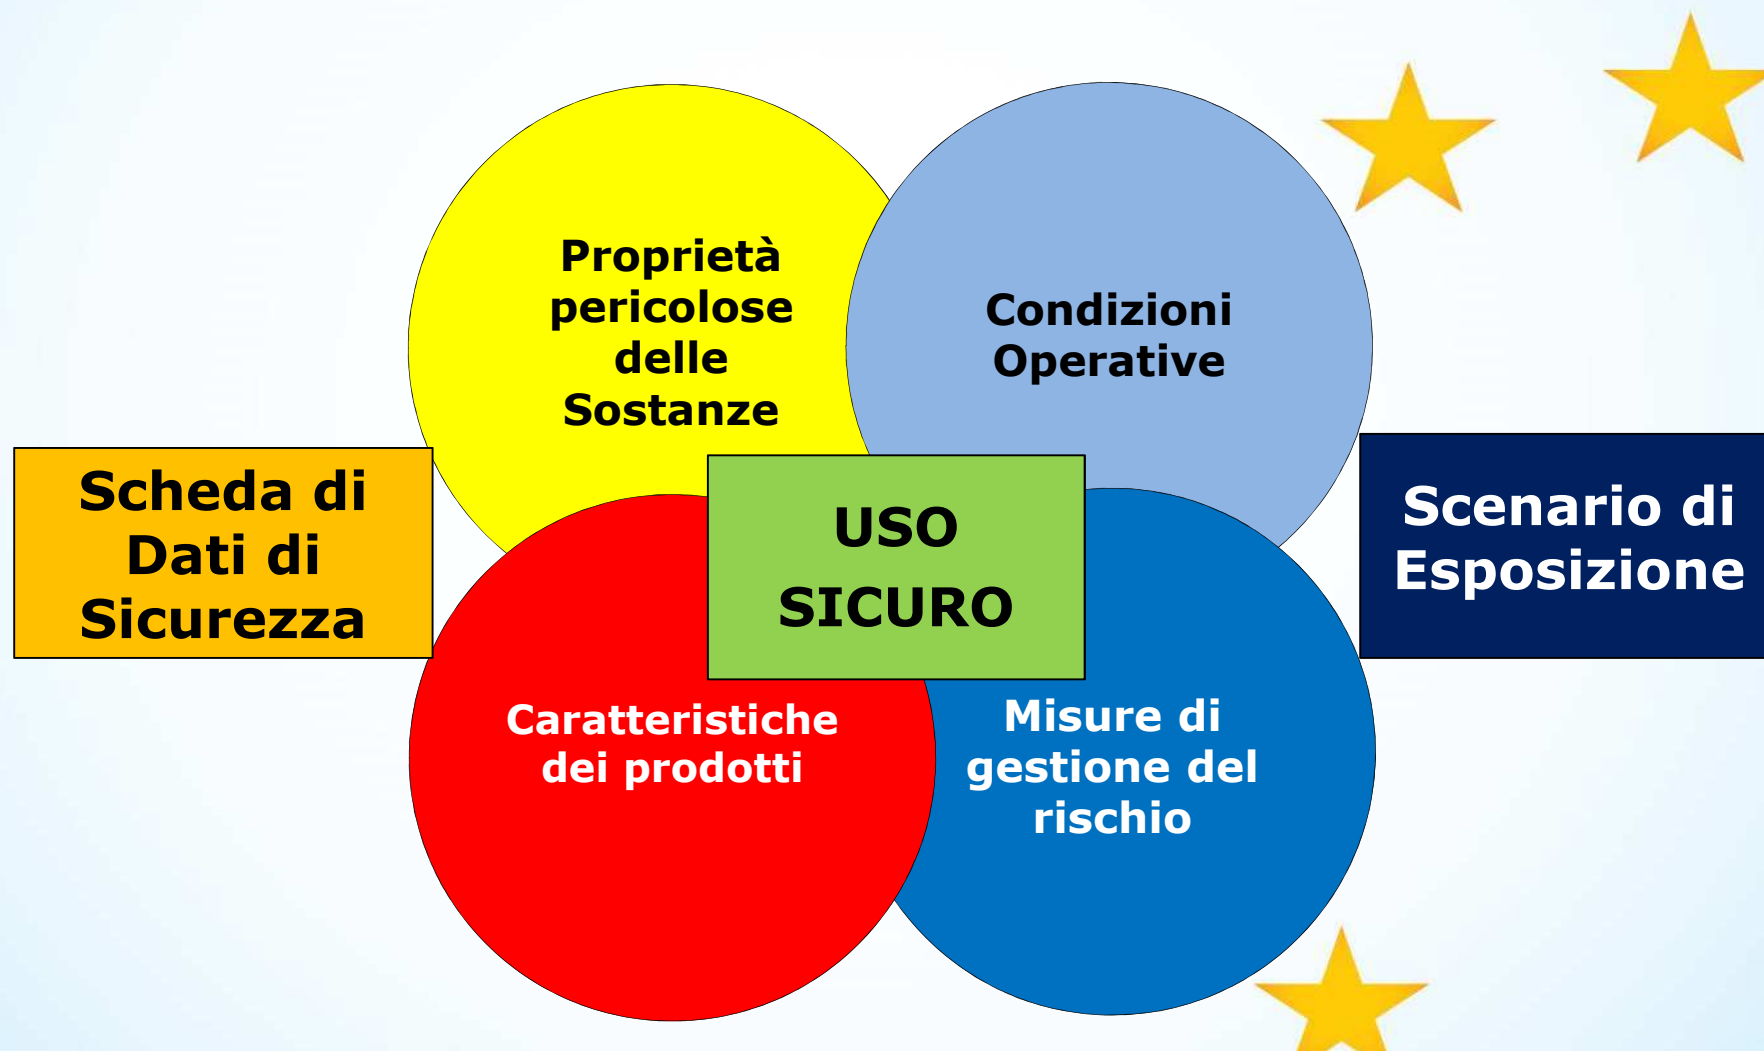 Proprietà
pericolose
delle
Sostanze
Condizioni
Operative
Scheda di
Dati di
Sicurezza
USO
SICURO
Scenario di
Esposizione
Caratteristiche
dei prodotti
Misure di
gestione del
rischio